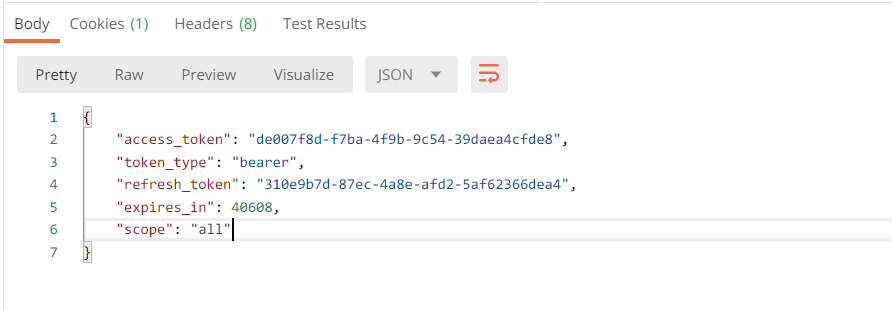 Body Cookies (1) Headers (8) Test Results
Pretty Raw Preview Visualize JSON
1 {
2 "access_token": "de007f8d-f7ba-4f9b-9c54-39daea4cfde8",
3 "token_type": "bearer",
4 "refresh_token": "310e9b7d-87ec-4a8e-afd2-5af62366dea4",
5 "expires_in": 40608,
6 "scope": "all"
7 }